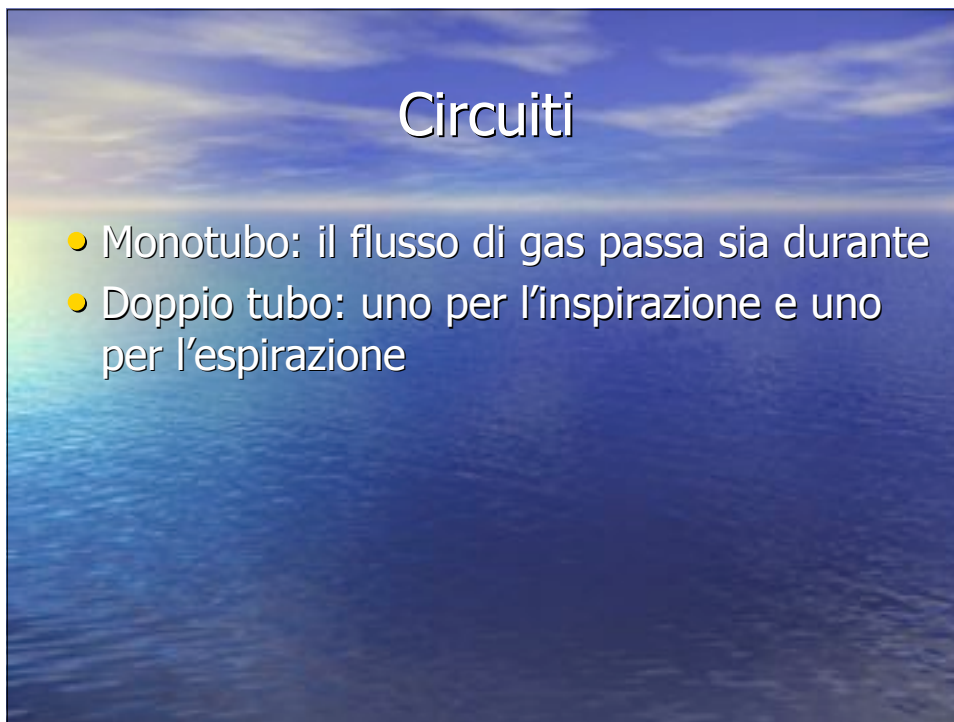 Circuiti
• Monotubo: il flusso di gas passa sia durante
• Doppio tubo: uno per l’inspirazione e uno
per l’espirazione